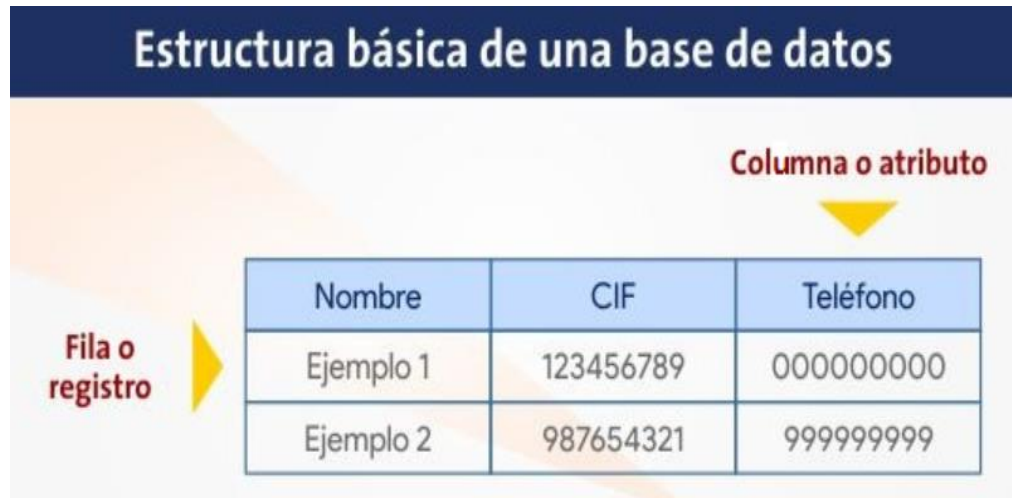 Estructura básica de una base de datos
Columna o atributo
Nombre CIF Teléfono
Fila o
registro
Ejemplo 1 123456789 000000000
Ejemplo 2 987654321 999999999